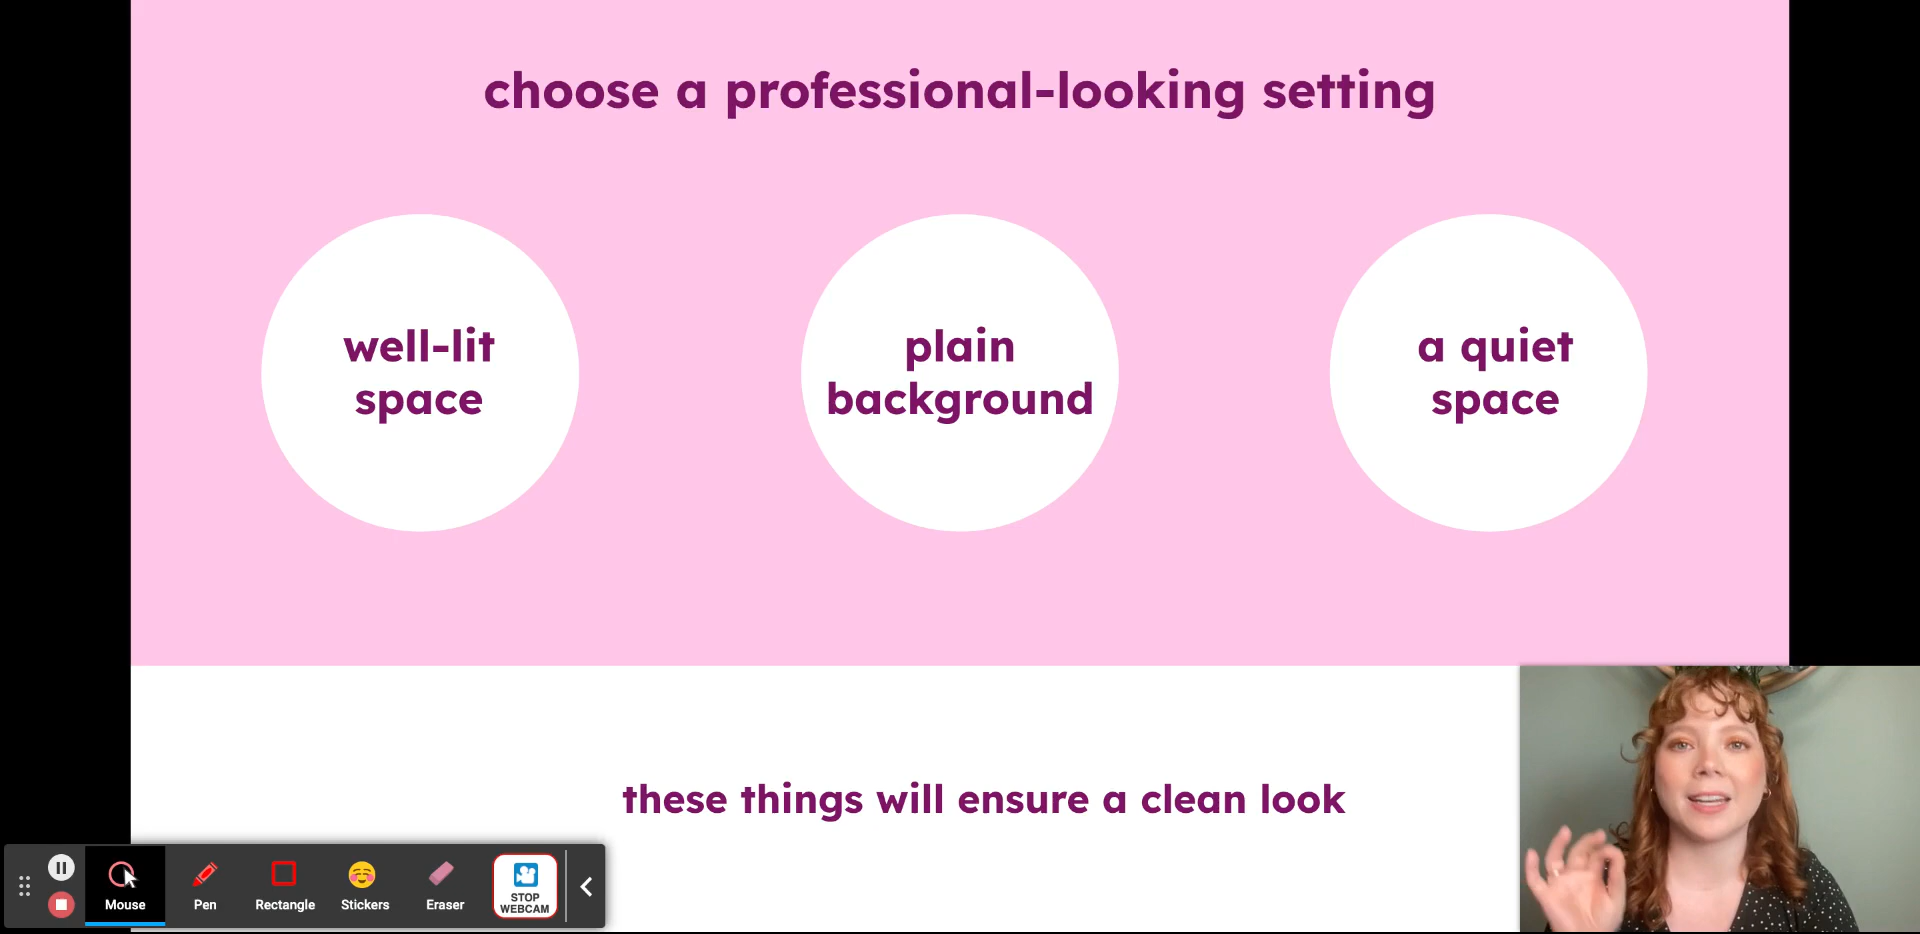 choose a professional-looking setting
well-lit
space
plain
background
a quiet
space
these things will ensure a clean look
Mouse
Pen
Rectangle
Stickers
Eraser
STOP
WEBCAM